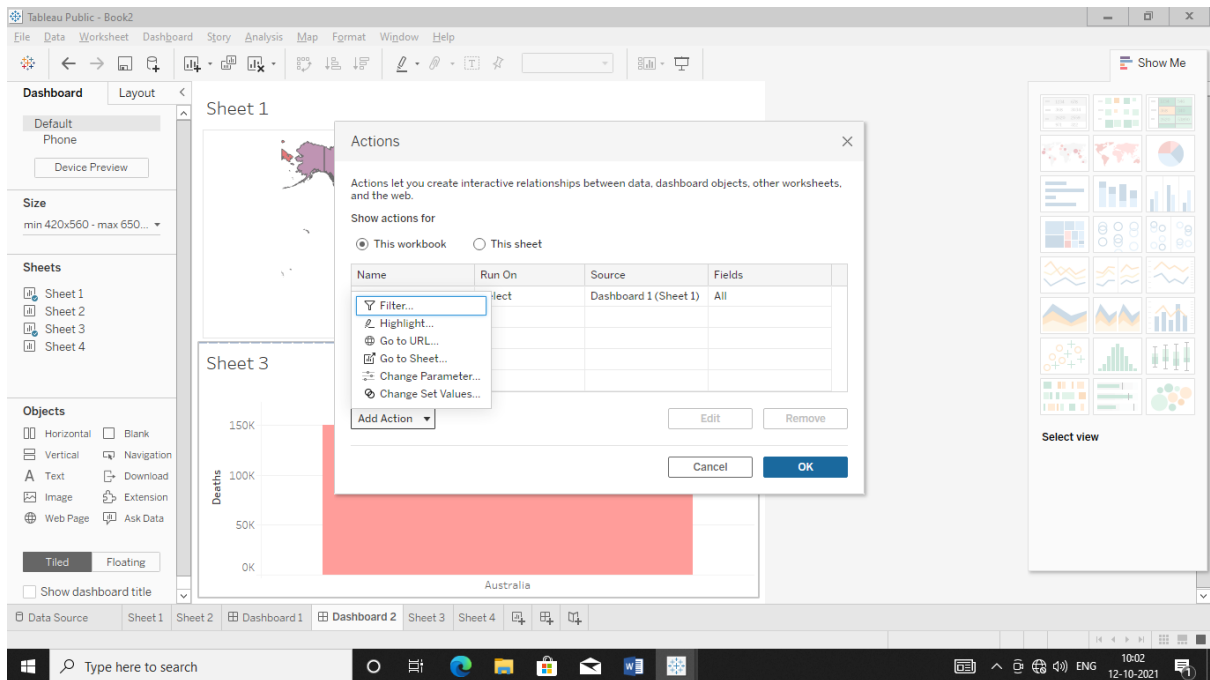 Tableau Public - Book2
File Data Worksheet Dashboard Story Analysis Map Format Window Help
Show Me
Dashboard Layout
Default
Phone
Device Preview
Size
min 420x560 - max 650...
Sheets
Sheet 1
Sheet 2
Sheet 3
Sheet 4
Objects
Horizontal Blank
Vertical Navigation
A Text Download
Image Extension
Web Page Ask Data
Tiled Floating
Show dashboard title
Sheet 1
Sheet 3
150K
100K
50K
0K
Deaths
Australia
Actions
Actions let you create interactive relationships between data, dashboard objects, other worksheets,
and the web.
Show actions for
This workbook This sheet
Name Run On Source Fields
Dashboard 1 (Sheet 1) All
Filter...
Highlight...
Go to URL...
Go to Sheet...
Change Parameter...
Change Set Values...
Add Action Edit Remove
Cancel OK
Select view
Data Source Sheet 1 Sheet 2 Dashboard 1 Dashboard 2 Sheet 3 Sheet 4
Type here to search
ENG
10:02
12-10-2021